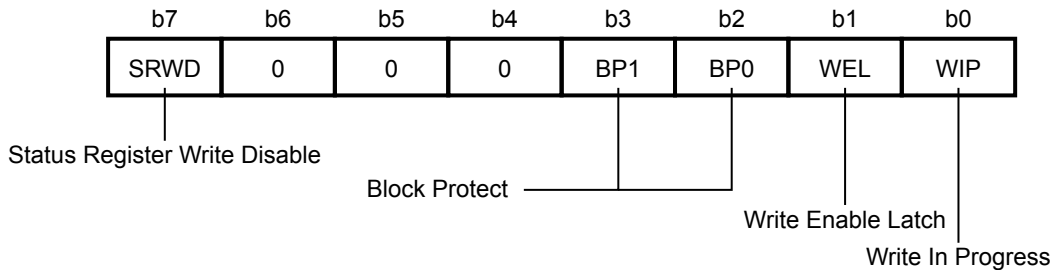 b7 b6 b5 b4 b3 b2 b1 b0
SRWD 0 0 0 BP1 BP0 WEL WIP
Status Register Write Disable
Block Protect
Write Enable Latch
Write In Progress